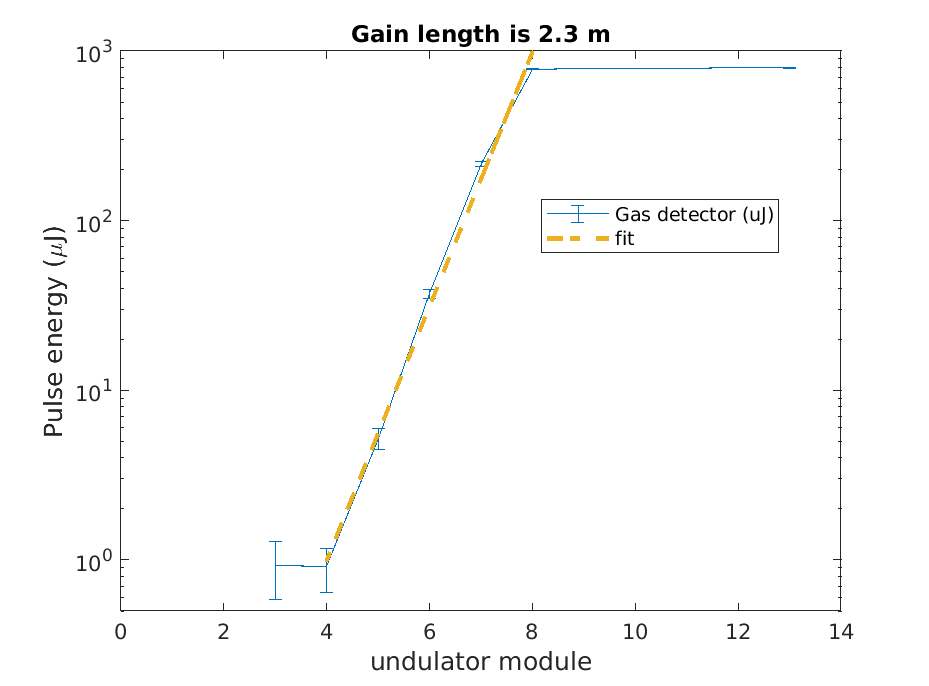 Gain length is 2.3 m
10^3
10^2
10^1
10^0
Pulse energy (μJ)
Gas detector (uJ)
fit
0 2 4 6 8 10 12 14
undulator module